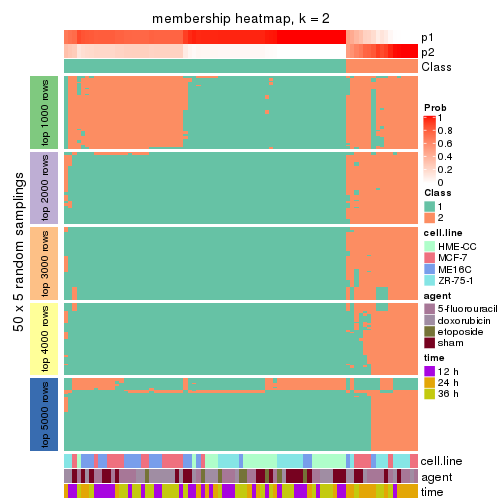 membership heatmap, k = 2
p1
p2
Class
50 x 5 random samplings
top 1000 rows
top 2000 rows
top 3000 rows
top 4000 rows
top 5000 rows
cell.line
agent
time
Prob
1
0.8
0.6
0.4
0.2
0
Class
1
2
cell.line
HME-CC
MCF-7
ME16C
ZR-75-1
agent
5-fluorouracil
doxorubicin
etoposide
sham
time
12 h
24 h
36 h